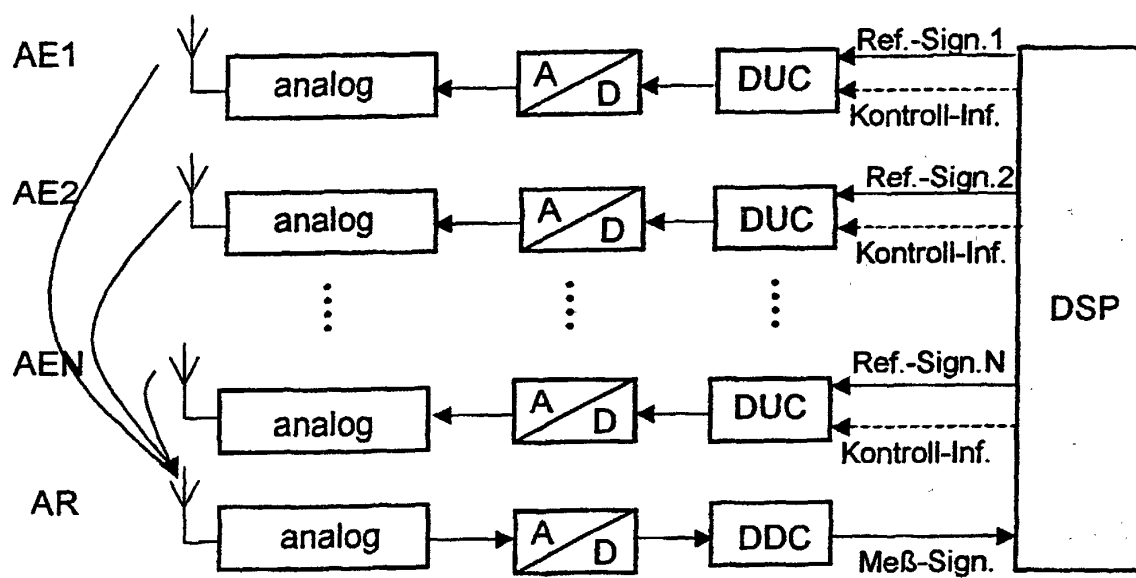 AE1 analog A D DUC Ref.-Sign.1
Kontroll-Inf.
AE2 analog A D DUC Ref.-Sign.2
Kontroll-Inf.
DSP
AEN analog A D DUC Ref.-Sign.N
Kontroll-Inf.
AR analog A D DDC Meß-Sign.